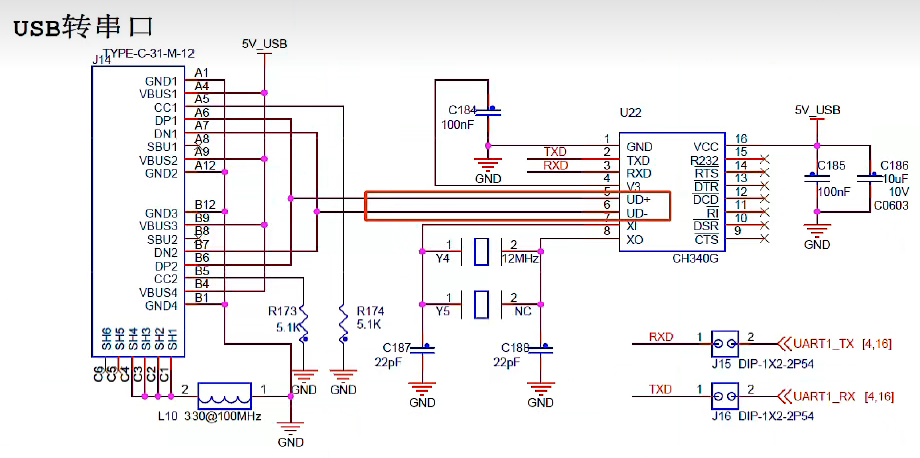 USB转串口
TYPE-C-31-M-12
J14
5V_USB
GND1 A1
VBUS1 A4
CC1 A5
DP1 A6
DN1 A7
SBU1 A8
VBUS2 A9
GND2 A12
GND3 B12
VBUS3 B9
SBU2 B8
DN2 B7
DP2 B6
CC2 B5
VBUS4 B4
GND4 B1
SH6 SH5 SH4 SH3 SH2 SH1
C6 C5 C4 C3 C2 C1
2 1
L10 330@100MHz
GND
R173
5.1K
GND
R174
5.1K
GND
C184
100nF
GND
U22
TXD
RXD
1 GND
2 TXD
3 RXD
4 V3
5 UD+
6 UD-
7 XI
8 XO
VCC 16
R232 15
RTS 14
DTR 13
DCD 12
RI 11
DSR 10
CTS 9
CH340G
5V_USB
C185
100nF
C186
10uF
10V
C0603
GND
1 2
Y4 12MHz
1 2
Y5 NC
C187
22pF
GND
22pF
GND
RXD 1 2 UART1_TX [4,16]
J15 DIP-1X2-2P54
TXD 1 2 UART1_RX [4,16]
J16 DIP-1X2-2P54